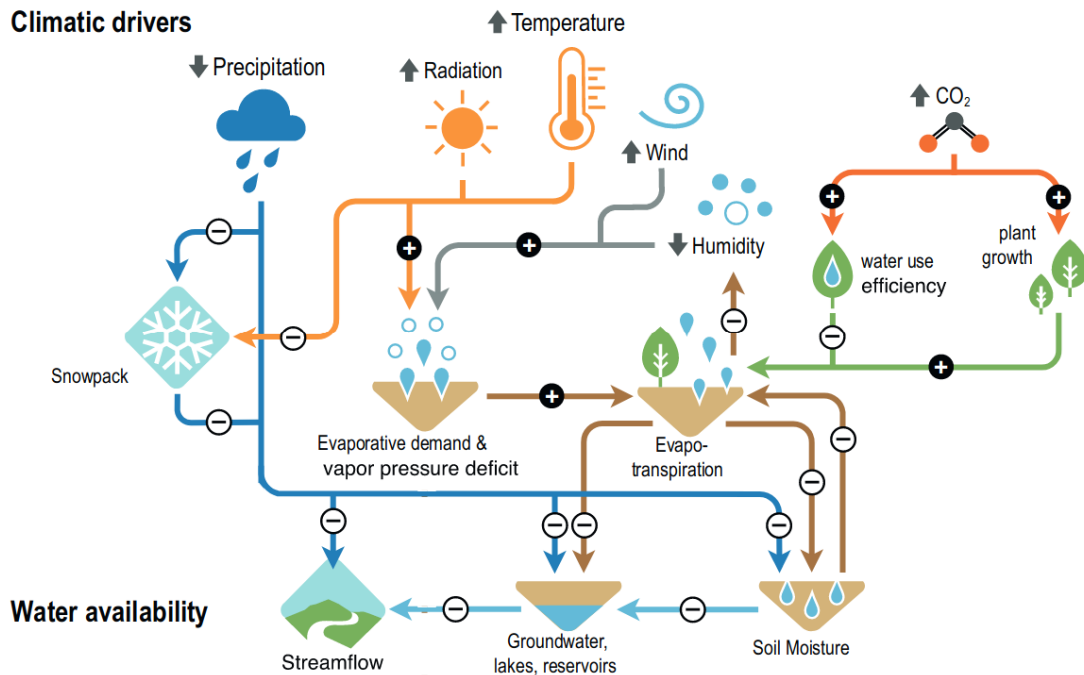 Climatic drivers
Temperature
Precipitation
Radiation
CO₂
Wind
Humidity
plant
growth
water use
efficiency
+
+
+
+
−
−
−
−
+
Snowpack
−
+
−
Evaporative demand &
vapor pressure deficit
Evapo-
transpiration
−
−
−
−
−
−
Water availability
−
−
Streamflow
Groundwater,
lakes, reservoirs
Soil Moisture